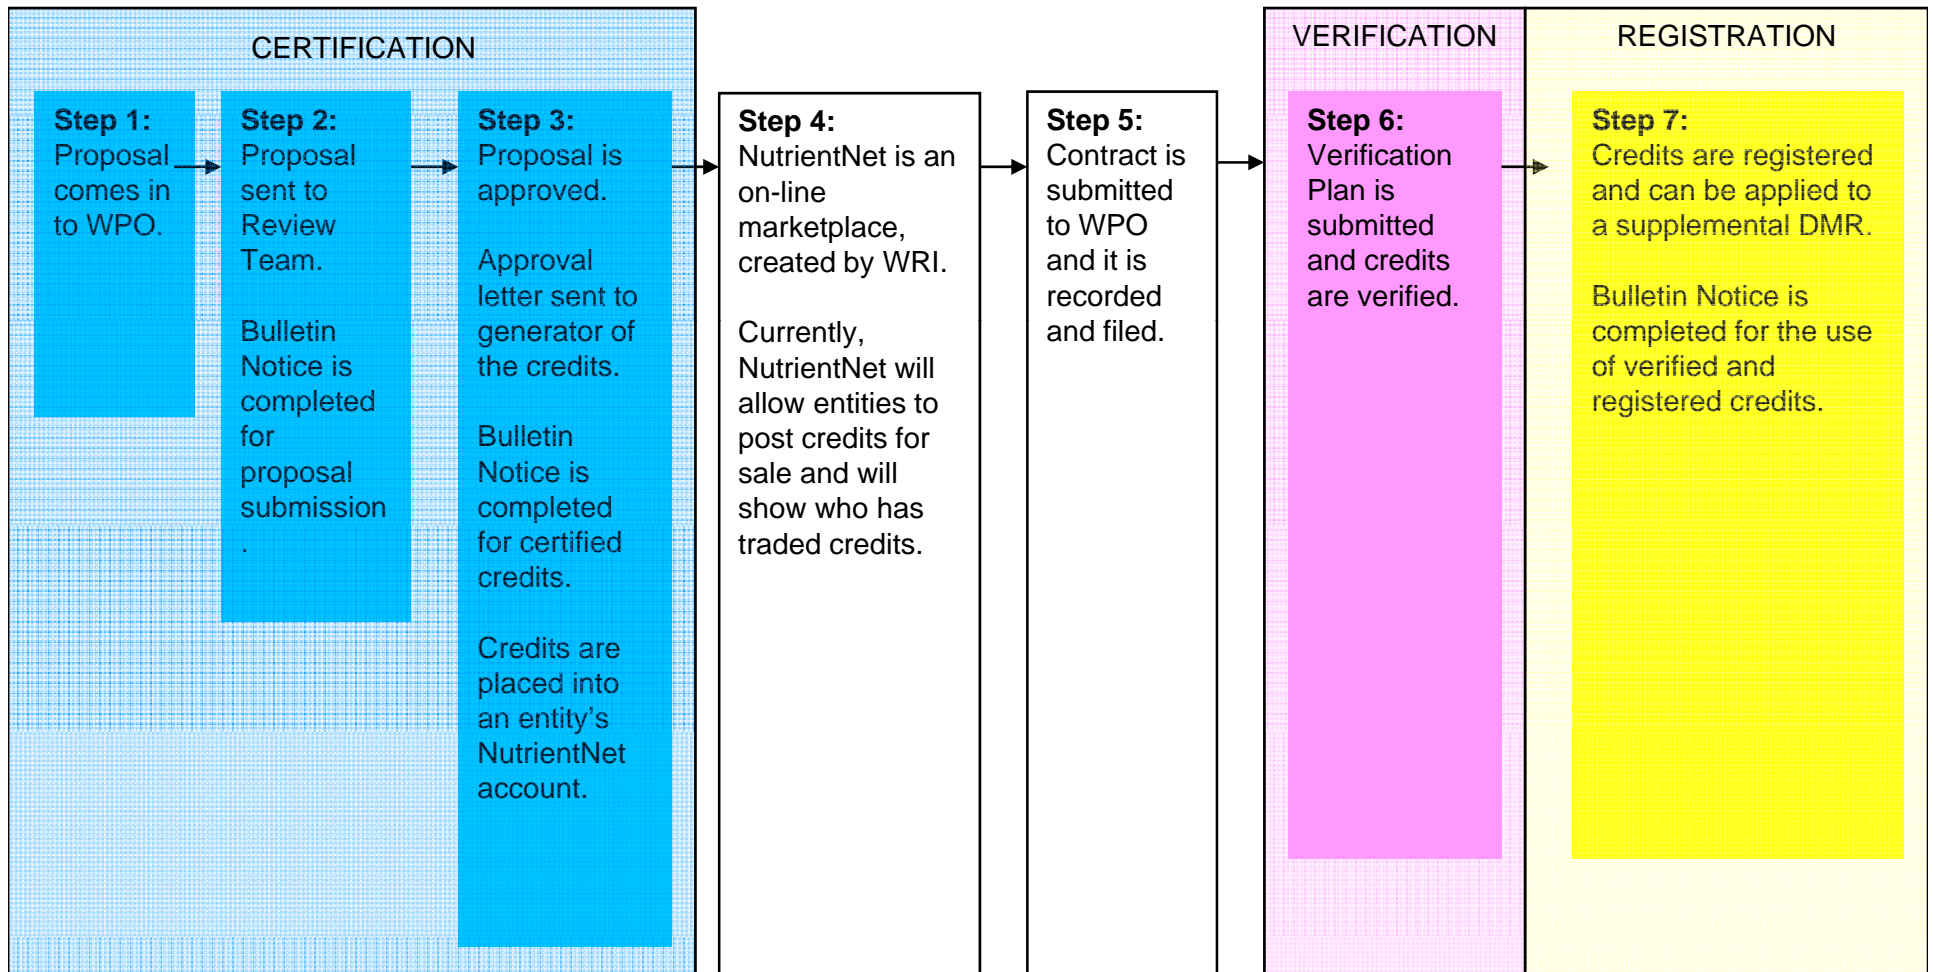 CERTIFICATION
Step 1:
Proposal
comes in
to WPO.
Step 2:
Proposal
sent to
Review
Team.
Bulletin
Notice is
completed
for
proposal
submission
.
Step 3:
Proposal is
approved.
Approval
letter sent to
generator of
the credits.
Bulletin
Notice is
completed
for certified
credits.
Credits are
placed into
an entity’s
NutrientNet
account.
Step 4:
NutrientNet is an
on-line
marketplace,
created by WRI.
Currently,
NutrientNet will
allow entities to
post credits for
sale and will
show who has
traded credits.
Step 5:
Contract is
submitted
to WPO
and it is
recorded
and filed.
VERIFICATION
Step 6:
Verification
Plan is
submitted
and credits
are verified.
REGISTRATION
Step 7:
Credits are registered
and can be applied to
a supplemental DMR.
Bulletin Notice is
completed for the use
of verified and
registered credits.